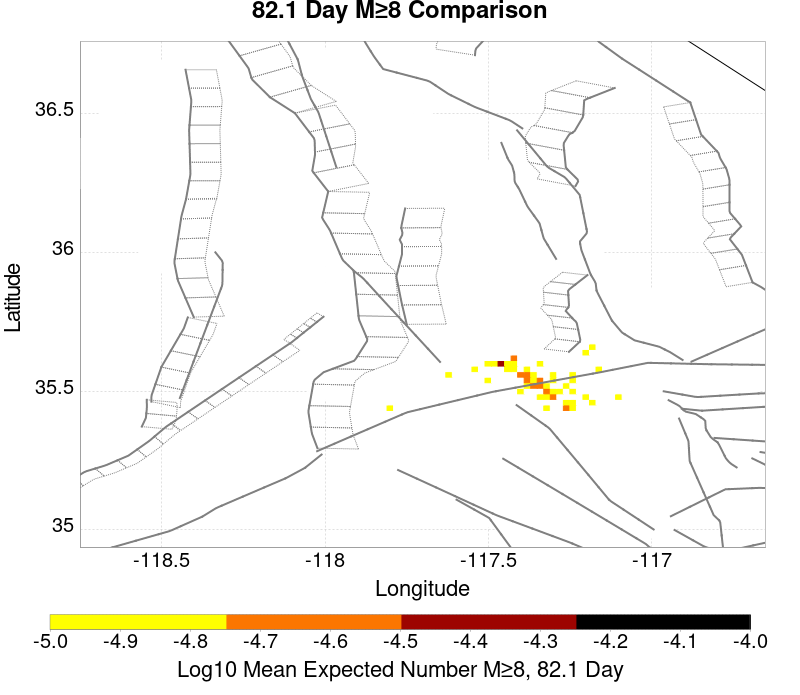 82.1 Day M≥8 Comparison
36.5
36
35.5
35
Latitude
-118.5 -118 -117.5 -117
Longitude
-5.0 -4.9 -4.8 -4.7 -4.6 -4.5 -4.4 -4.3 -4.2 -4.1 -4.0
Log10 Mean Expected Number M≥8, 82.1 Day